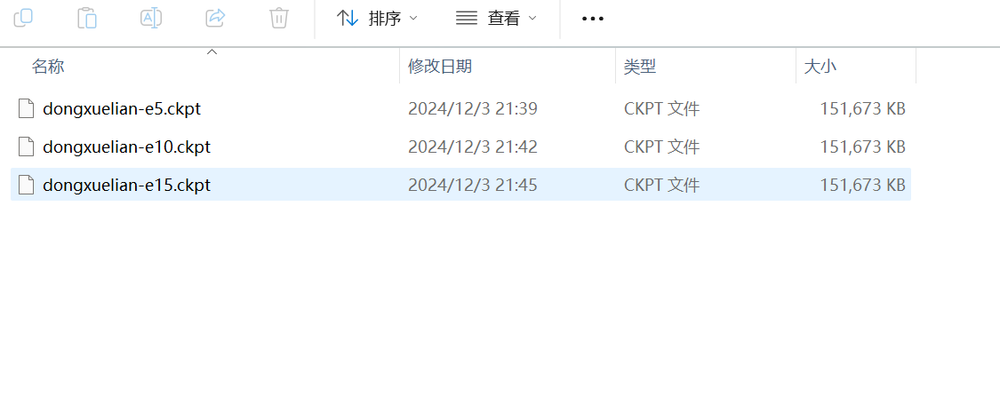 排序 查看
名称 修改日期 类型 大小
dongxuelian-e5.ckpt 2024/12/3 21:39 CKPT 文件 151,673 KB
dongxuelian-e10.ckpt 2024/12/3 21:42 CKPT 文件 151,673 KB
dongxuelian-e15.ckpt 2024/12/3 21:45 CKPT 文件 151,673 KB